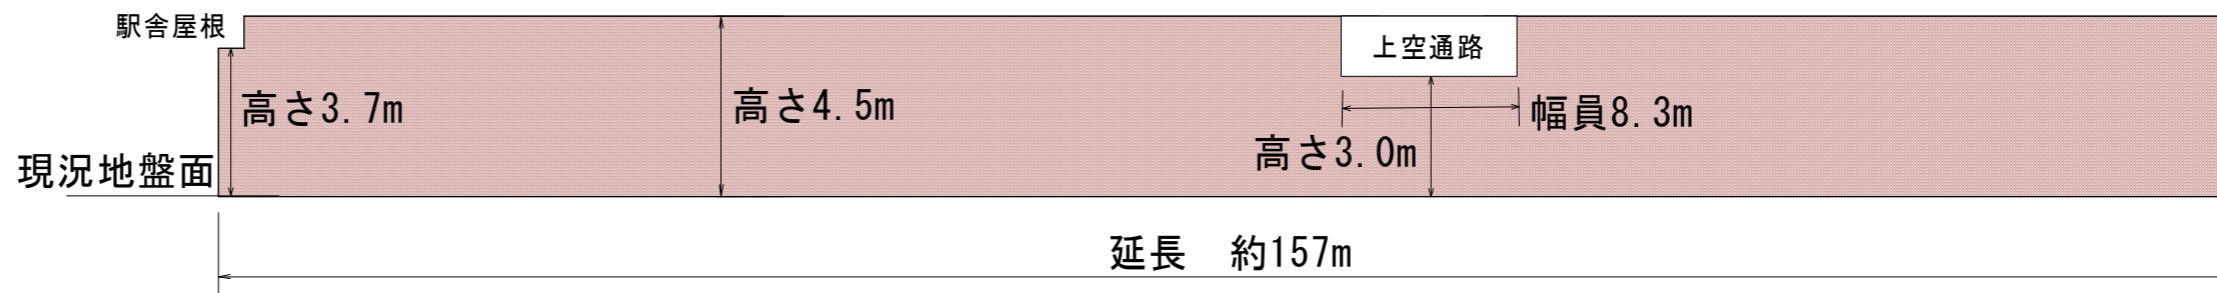 駅舎屋根
上空通路
高さ3.7m
高さ4.5m
幅員8.3m
高さ3.0m
現況地盤面
延長　約157m